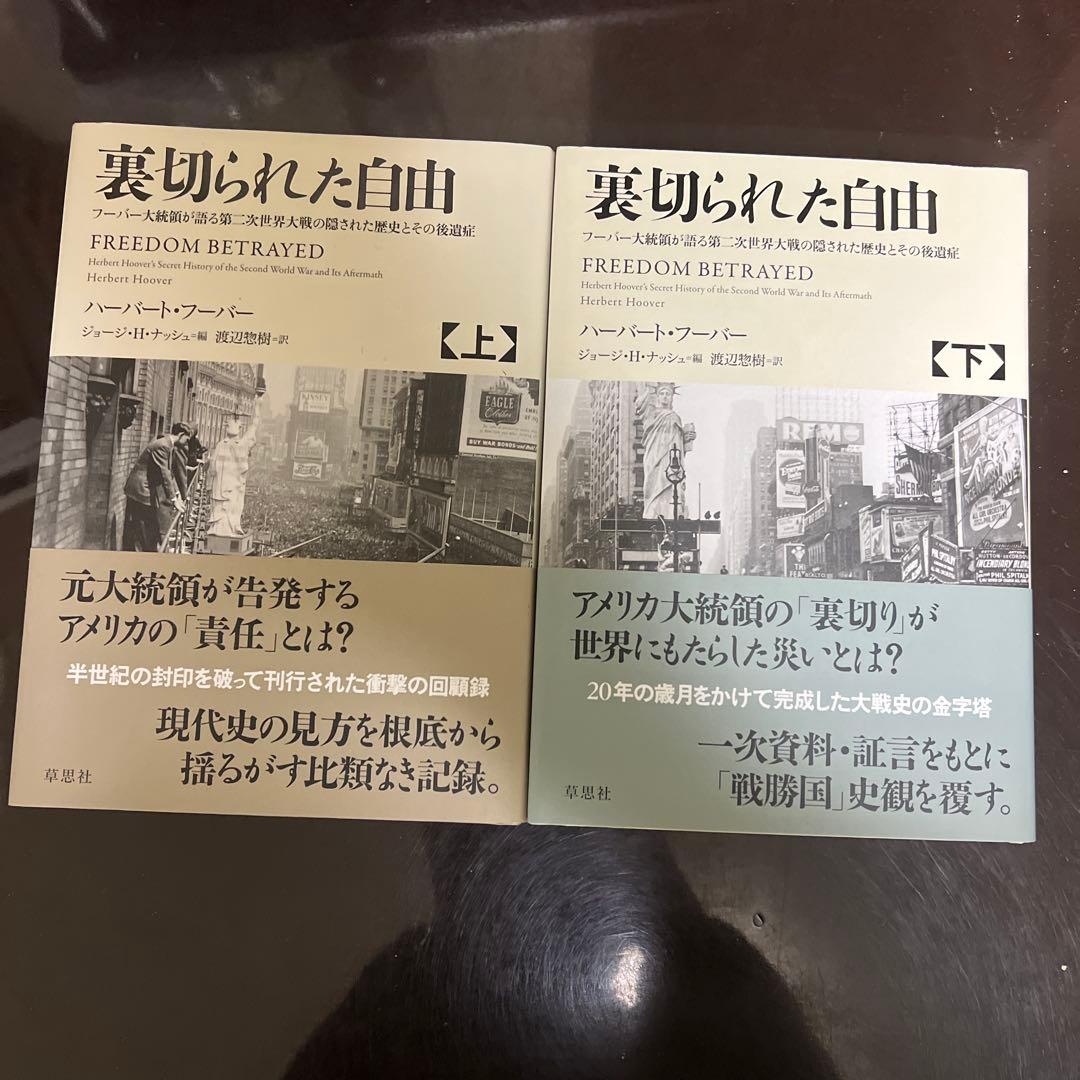 裏切られた自由
フーバー大統領が語る第二次世界大戦の隠された歴史とその後遺症
FREEDOM BETRAYED
Herbert Hoover's Secret History of the Second World War and Its Aftermath
Herbert Hoover
ハーバート・フーバー
ジョージ・H・ナッシュ=編 渡辺惣樹=訳
【上】
KINSEY
EAGLE
Clothes
BUY WAR BONDS
元大統領が告発する
アメリカの「責任」とは?
半世紀の封印を破って刊行された衝撃の回顧録
現代史の見方を根底から
揺るがす比類なき記録。
草思社
裏切られた自由
フーバー大統領が語る第二次世界大戦の隠された歴史とその後遺症
FREEDOM BETRAYED
Herbert Hoover's Secret History of the Second World War and Its Aftermath
Herbert Hoover
ハーバート・フーバー
ジョージ・H・ナッシュ=編 渡辺惣樹=訳
【下】
INCENDIARY BLONDE
アメリカ大統領の「裏切り」が
世界にもたらした災いとは?
20年の歳月をかけて完成した大戦史の金字塔
一次資料・証言をもとに
「戦勝国」史観を覆す。
草思社